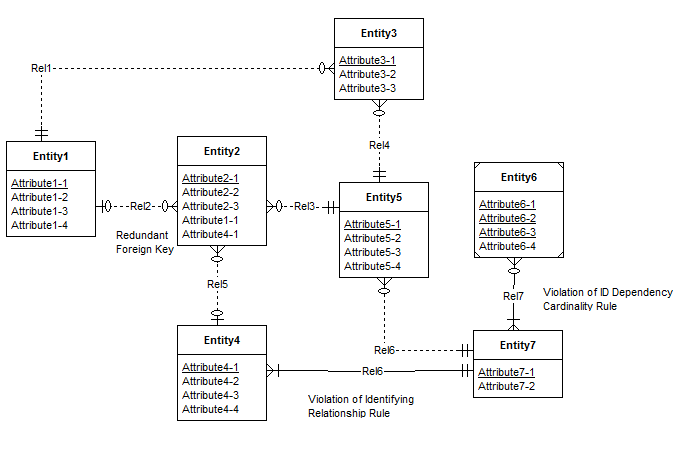 Entity3
Attribute3-1
Attribute3-2
Attribute3-3
Rel1
Rel4
Entity1
Attribute1-1
Attribute1-2
Attribute1-3
Attribute1-4
Rel2
Entity2
Attribute2-1
Attribute2-2
Attribute2-3
Attribute1-1
Attribute4-1
Rel3
Entity5
Attribute5-1
Attribute5-2
Attribute5-3
Attribute5-4
Entity6
Attribute6-1
Attribute6-2
Attribute6-3
Attribute6-4
Redundant
Foreign Key
Rel5
Rel7
Violation of ID Dependency
Cardinality Rule
Entity4
Attribute4-1
Attribute4-2
Attribute4-3
Attribute4-4
Rel6
Rel6
Entity7
Attribute7-1
Attribute7-2
Violation of Identifying
Relationship Rule